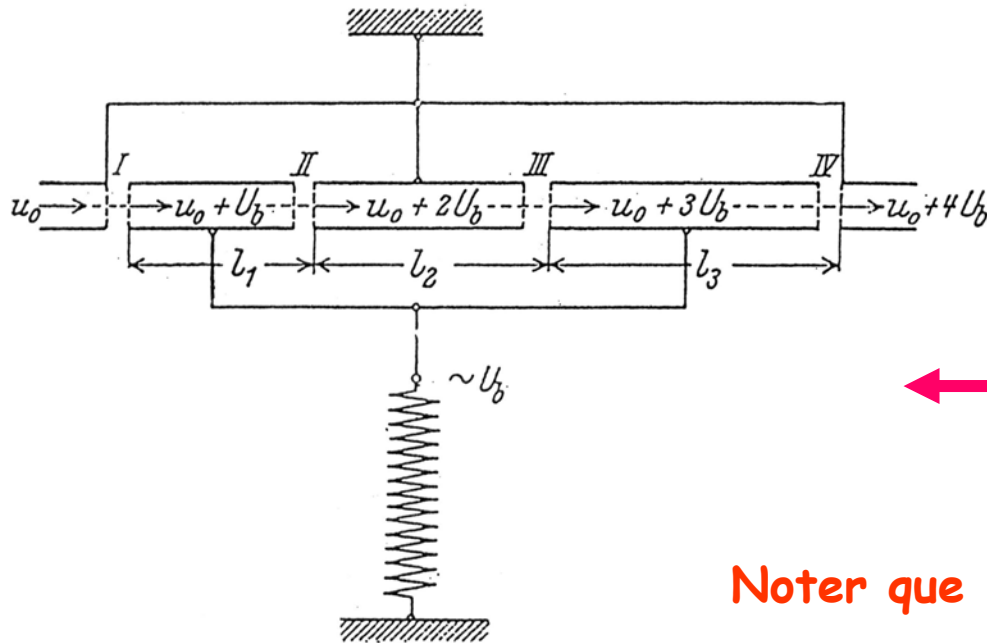 I II III IV
u₀ u₀ + U_b u₀ + 2U_b u₀ + 3U_b u₀ + 4U_b
l₁ l₂ l₃
~ U_b
Noter que